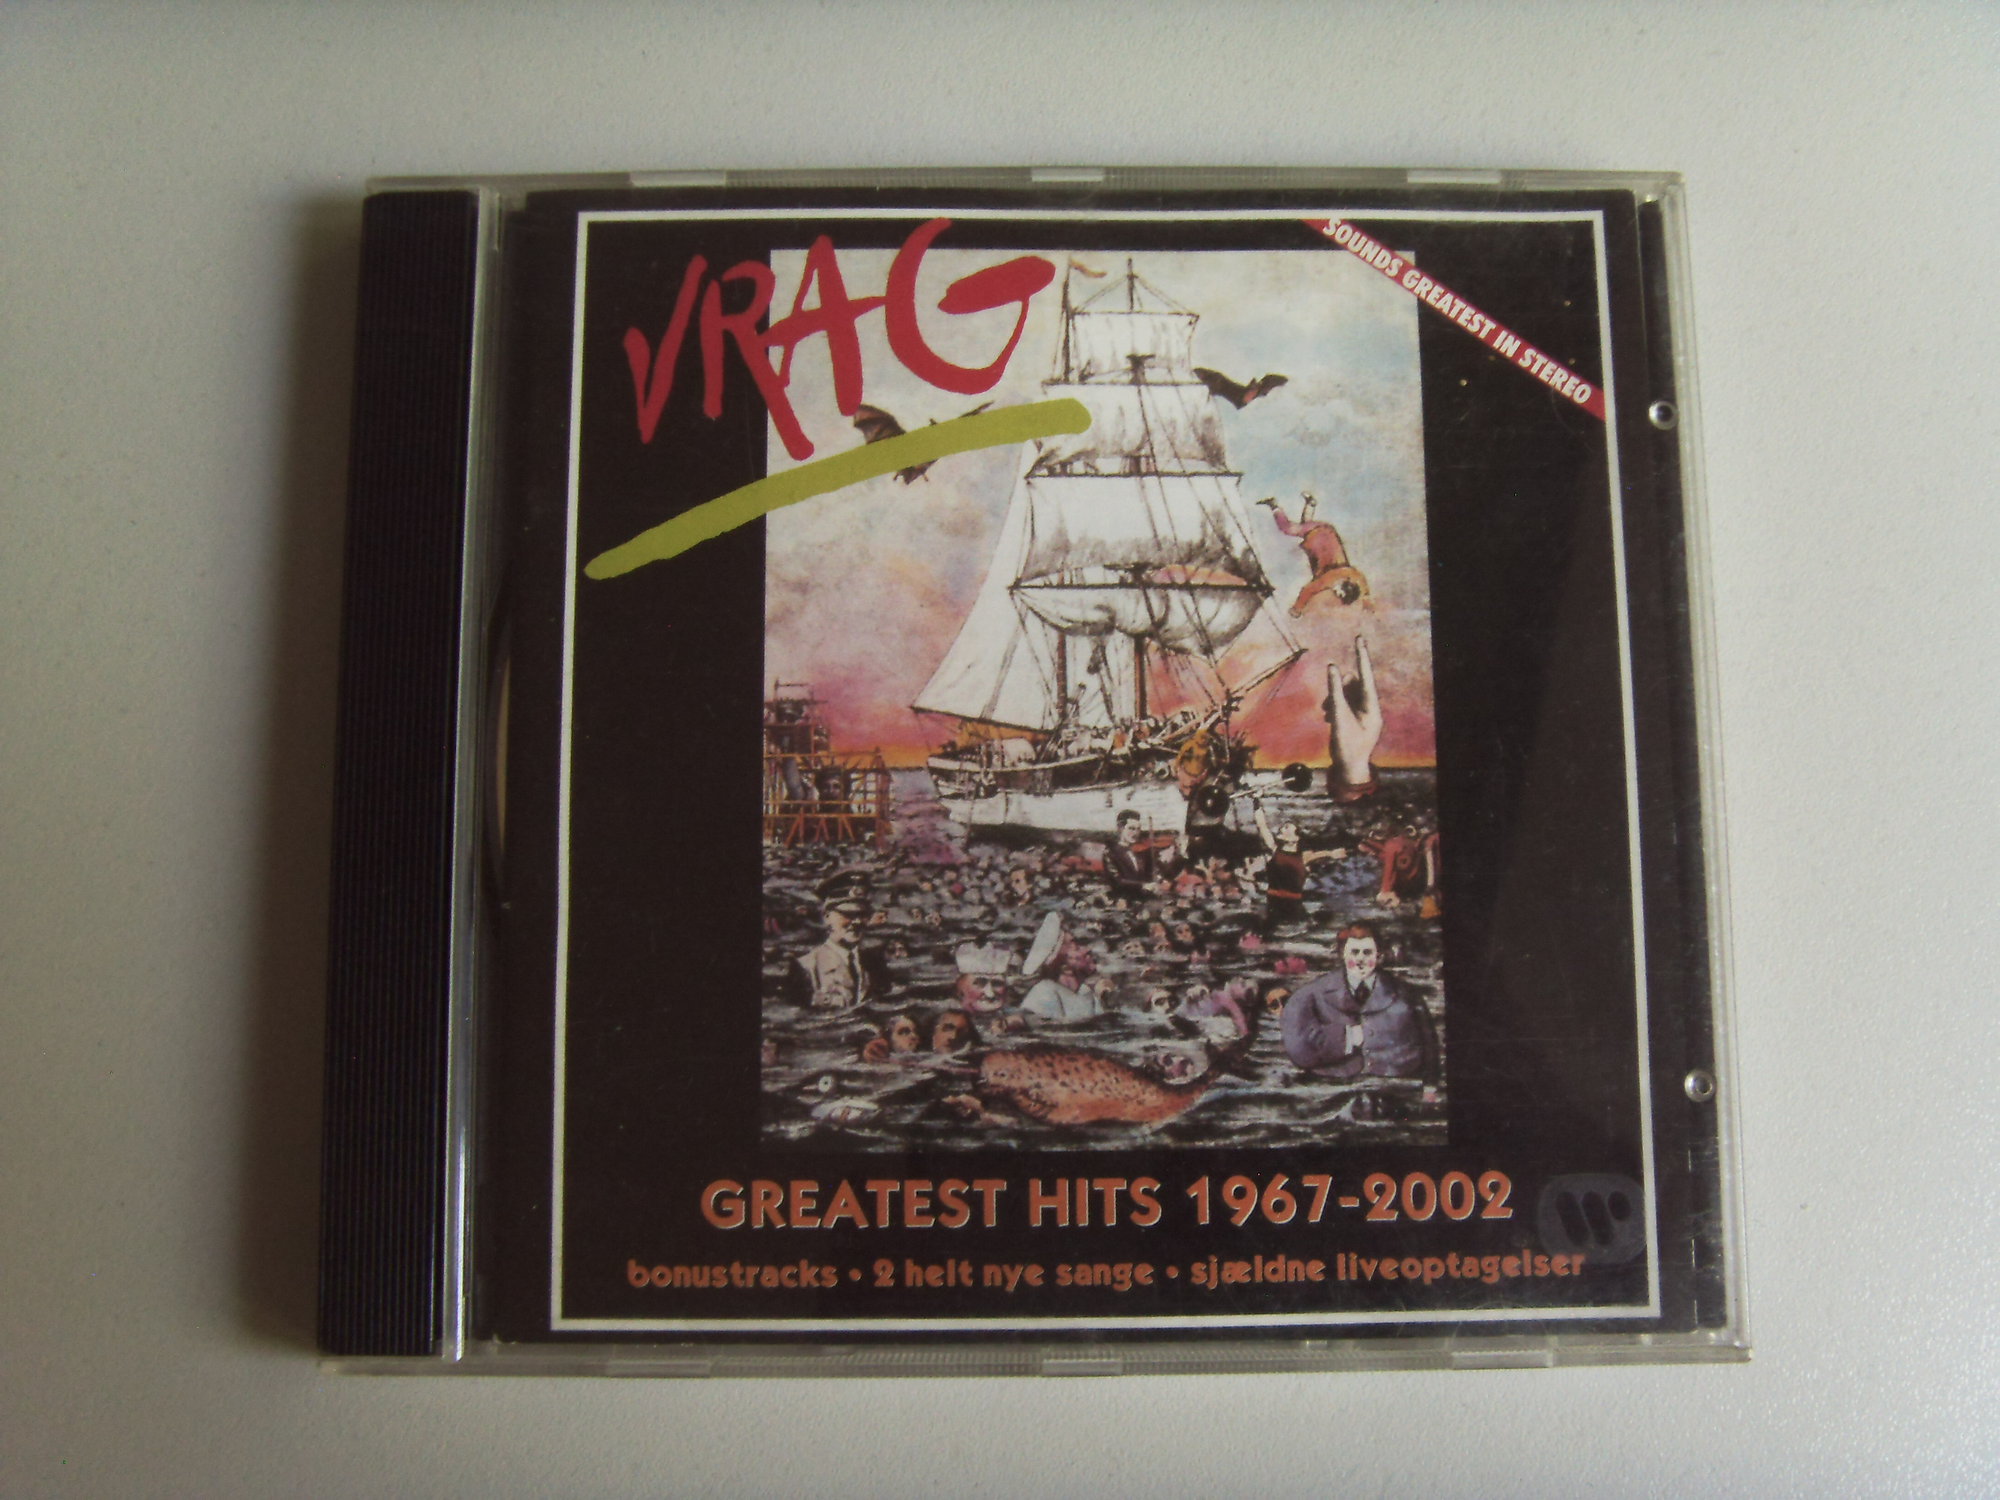 VRAG
SOUNDS GREATEST IN STEREO
GREATEST HITS 1967-2002
bonustracks • 2 helt nye sange • sjældne liveoptagelser